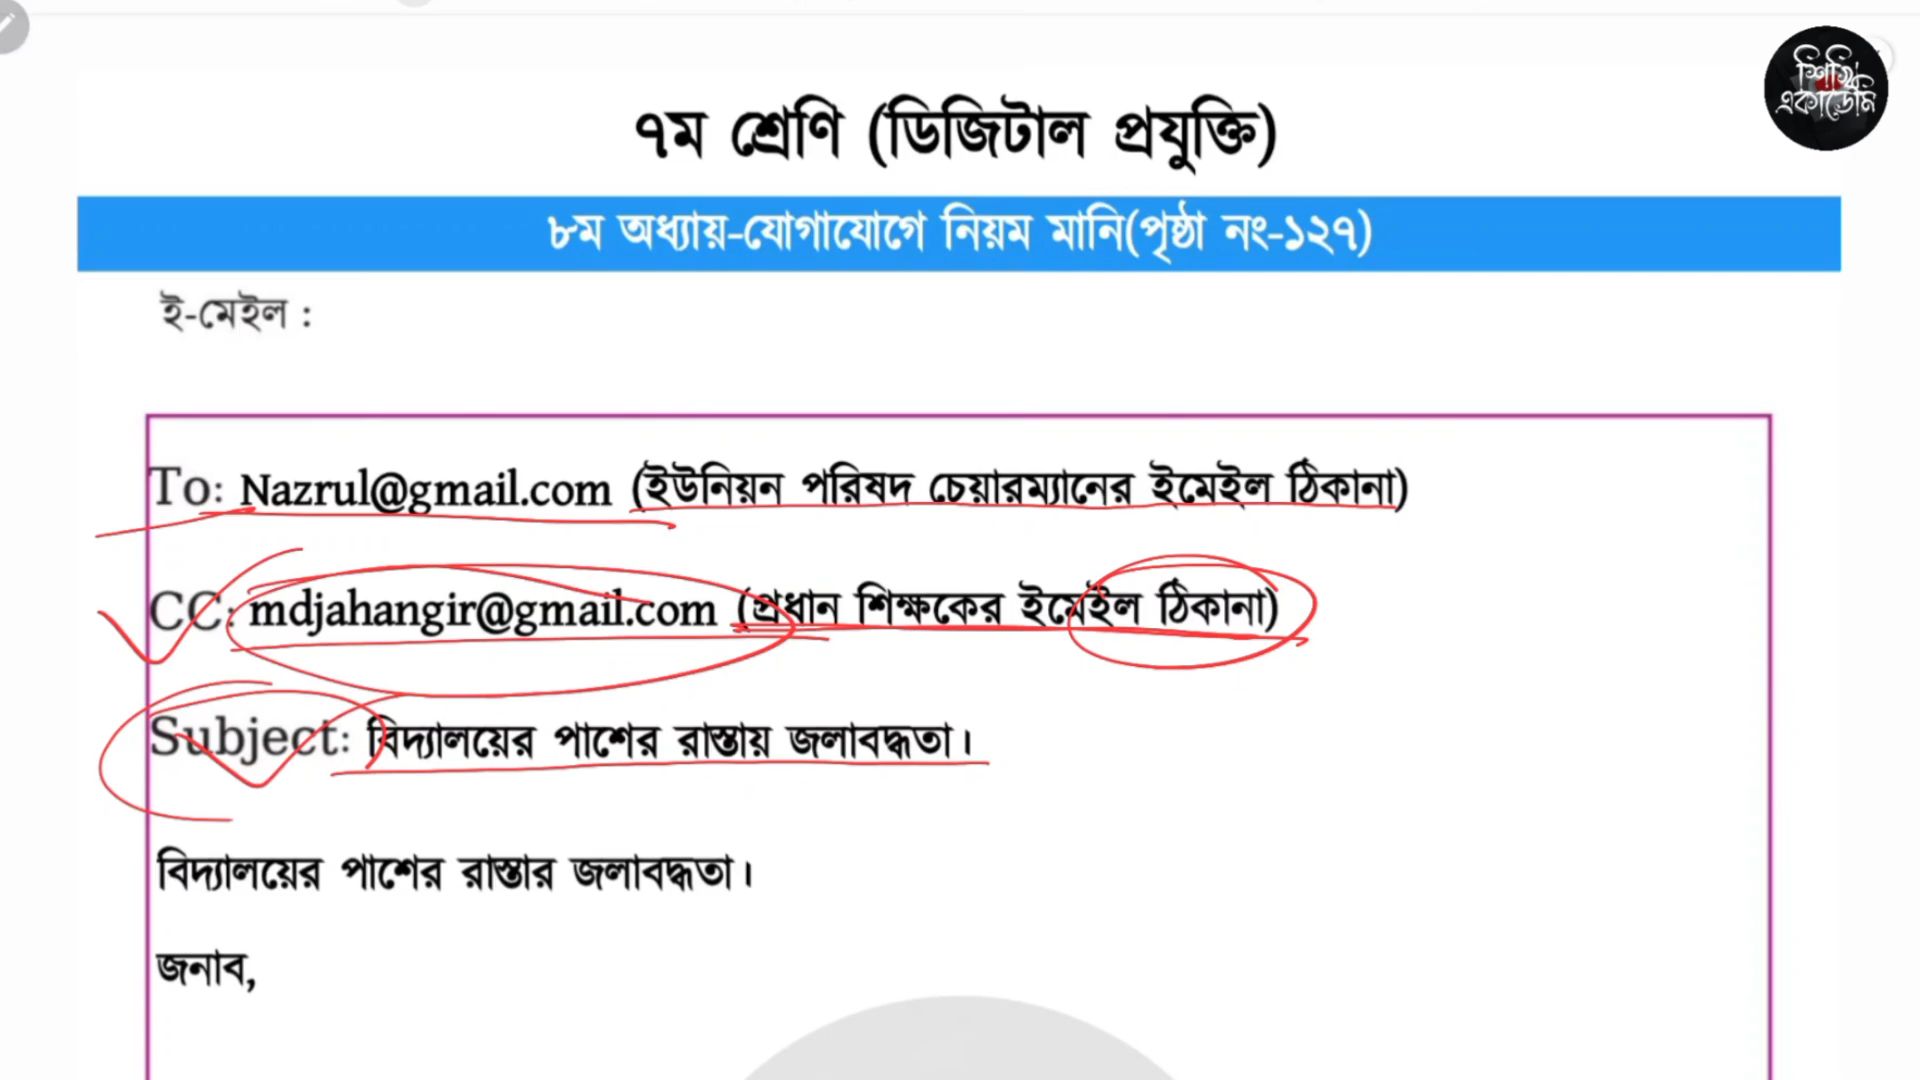 শিখি
একাডেমি
৭ম শ্রেণি (ডিজিটাল প্রযুক্তি)
৮ম অধ্যায়-যোগাযোগে নিয়ম মানি(পৃষ্ঠা নং-১২৭)
ই-মেইল :
To: Nazrul@gmail.com (ইউনিয়ন পরিষদ চেয়ারম্যানের ইমেইল ঠিকানা)
CC: mdjahangir@gmail.com (প্রধান শিক্ষকের ইমেইল ঠিকানা)
Subject: বিদ্যালয়ের পাশের রাস্তায় জলাবদ্ধতা।
বিদ্যালয়ের পাশের রাস্তার জলাবদ্ধতা।
জনাব,